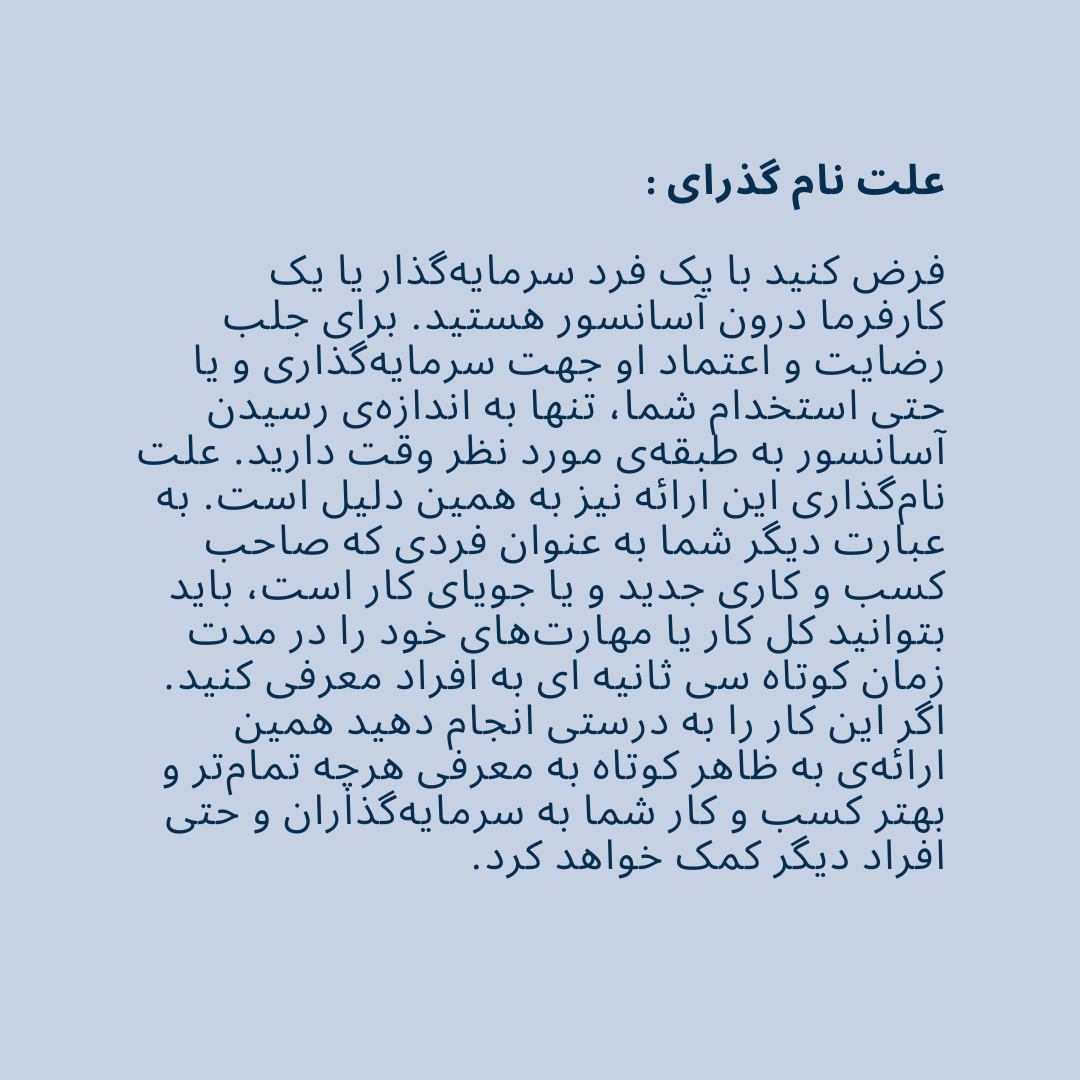 علت نام گذرای :
فرض کنید با یک فرد سرمایه‌گذار یا یک
کارفرما درون آسانسور هستید. برای جلب
رضایت و اعتماد او جهت سرمایه‌گذاری و یا
حتی استخدام شما، تنها به اندازه‌ی رسیدن
آسانسور به طبقه‌ی مورد نظر وقت دارید. علت
نام‌گذاری این ارائه نیز به همین دلیل است. به
عبارت دیگر شما به عنوان فردی که صاحب
کسب و کاری جدید و یا جویای کار است، باید
بتوانید کل کار یا مهارت‌های خود را در مدت
زمان کوتاه سی ثانیه ای به افراد معرفی کنید.
اگر این کار را به درستی انجام دهید همین
ارائه‌ی به ظاهر کوتاه به معرفی هرچه تمام‌تر و
بهتر کسب و کار شما به سرمایه‌گذاران و حتی
افراد دیگر کمک خواهد کرد.